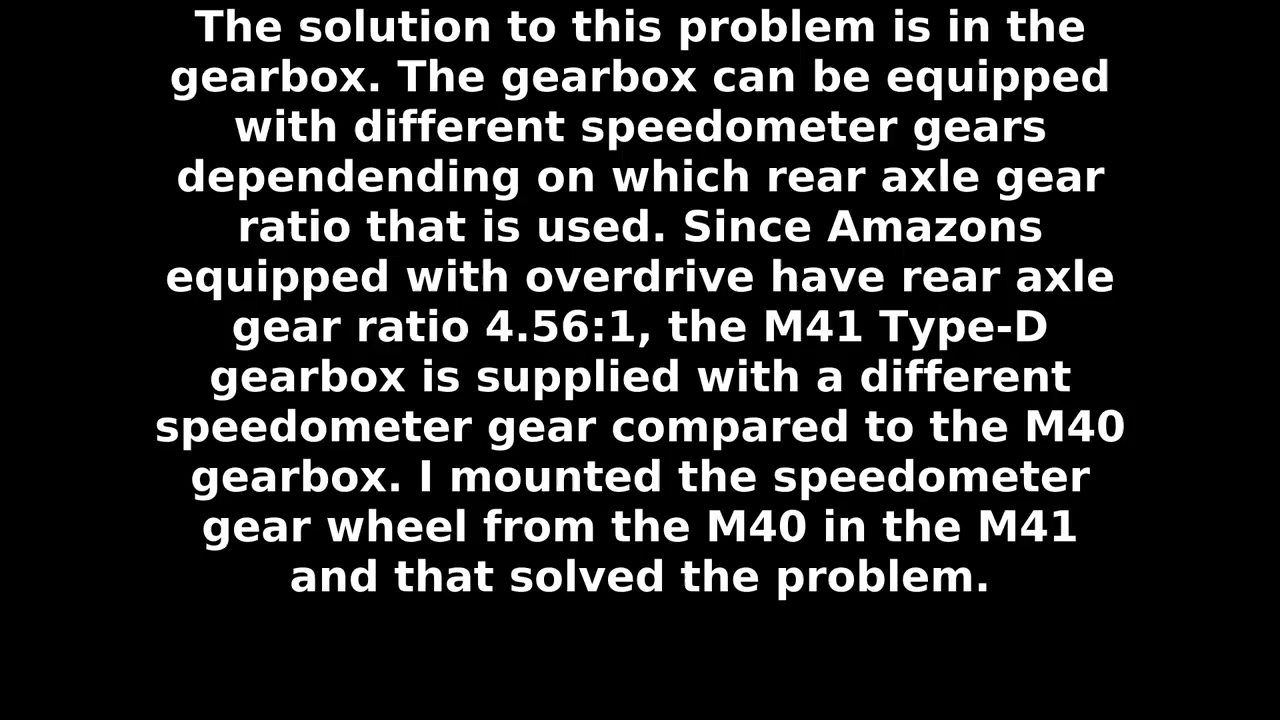 The solution to this problem is in the
gearbox. The gearbox can be equipped
with different speedometer gears
dependending on which rear axle gear
ratio that is used. Since Amazons
equipped with overdrive have rear axle
gear ratio 4.56:1, the M41 Type-D
gearbox is supplied with a different
speedometer gear compared to the M40
gearbox. I mounted the speedometer
gear wheel from the M40 in the M41
and that solved the problem.